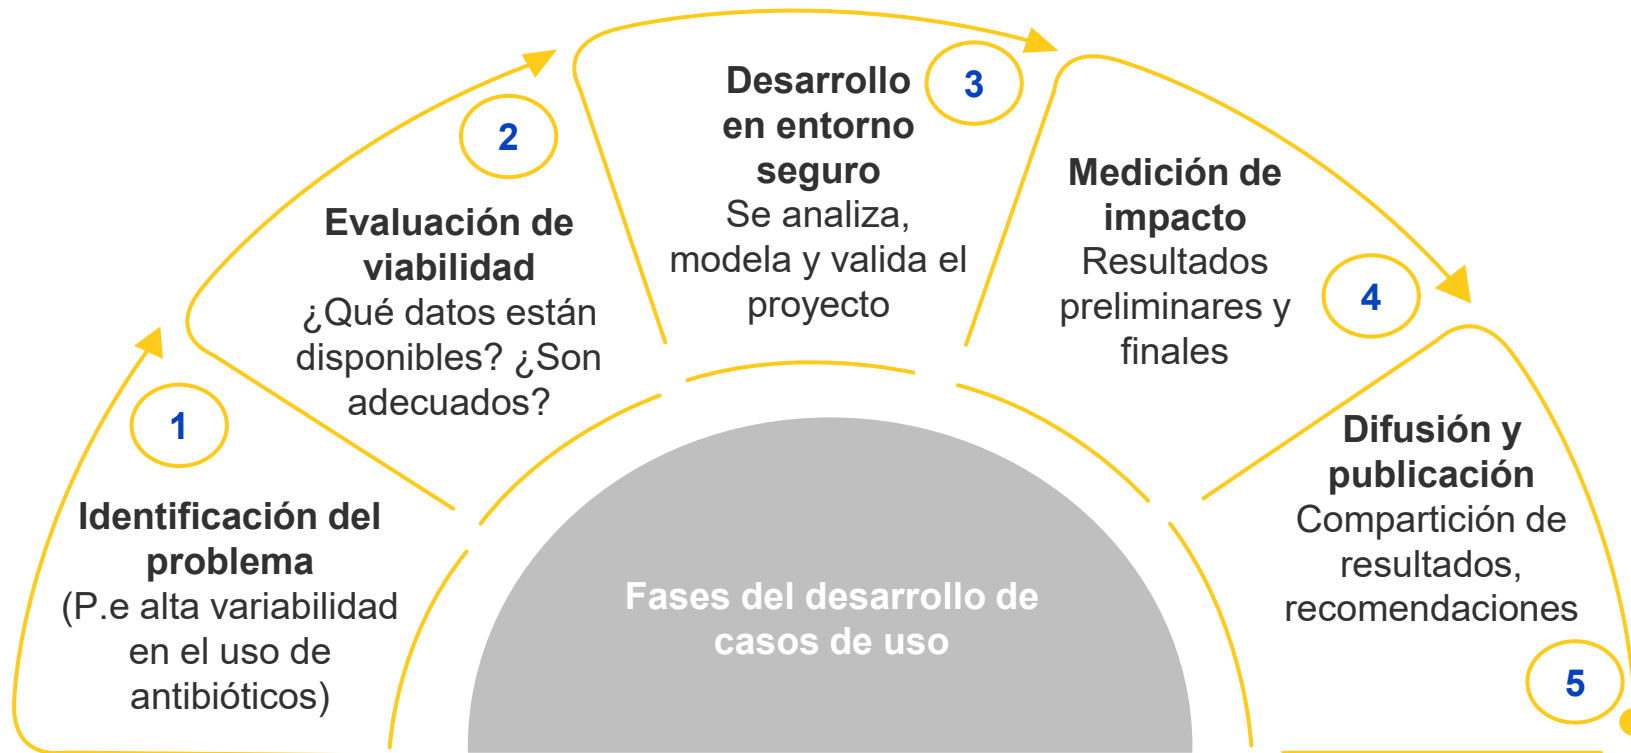 1
Identificación del
problema
(P.e alta variabilidad
en el uso de
antibióticos)
2
Evaluación de
viabilidad
¿Qué datos están
disponibles? ¿Son
adecuados?
3
Desarrollo
en entorno
seguro
Se analiza,
modela y valida el
proyecto
Medición de
impacto
Resultados
preliminares y
finales
4
Difusión y
publicación
Compartición de
resultados,
recomendaciones
5
Fases del desarrollo de
casos de uso